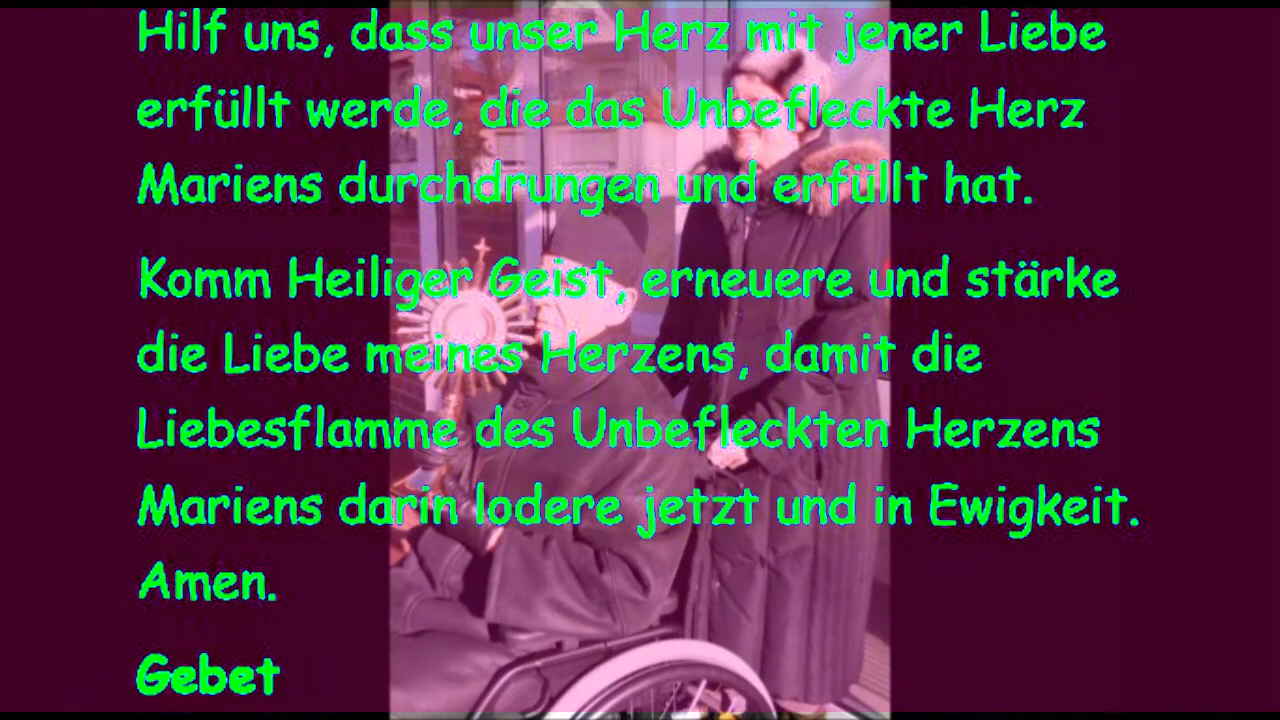 Hilf uns, dass unser Herz mit jener Liebe
erfüllt werde, die das Unbefleckte Herz
Mariens durchdrungen und erfüllt hat.
Komm Heiliger Geist, erneuere und stärke
die Liebe meines Herzens, damit die
Liebesflamme des Unbefleckten Herzens
Mariens darin lodere jetzt und in Ewigkeit.
Amen.
Gebet